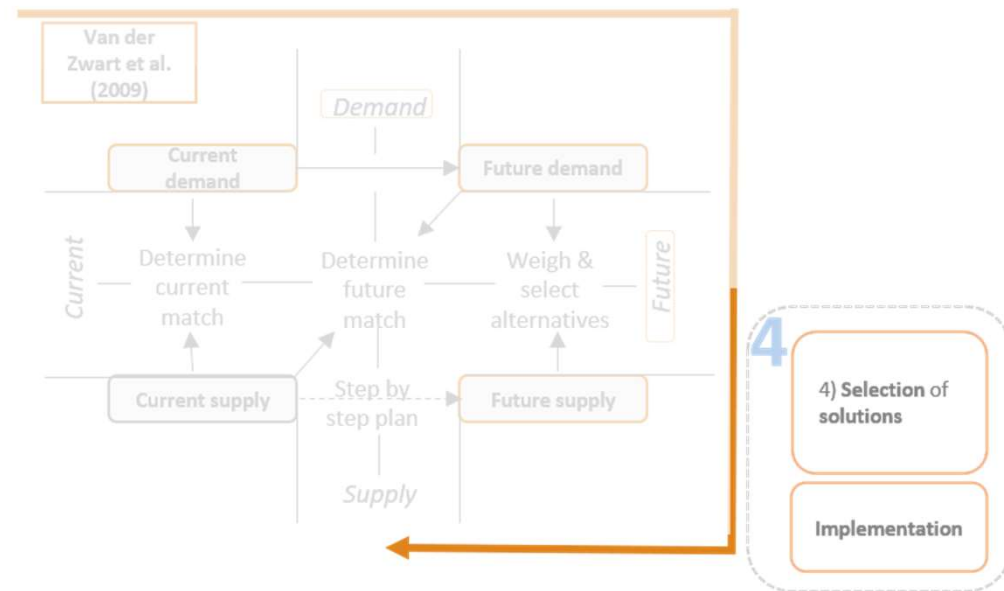 Van der
Zwart et al.
(2009)
Demand
Current
demand
Future demand
Current
Determine
current
match
Determine
future
match
Weigh &
select
alternatives
Future
4
4) Selection of
solutions
Current supply
Step by
step plan
Future supply
Supply
Implementation